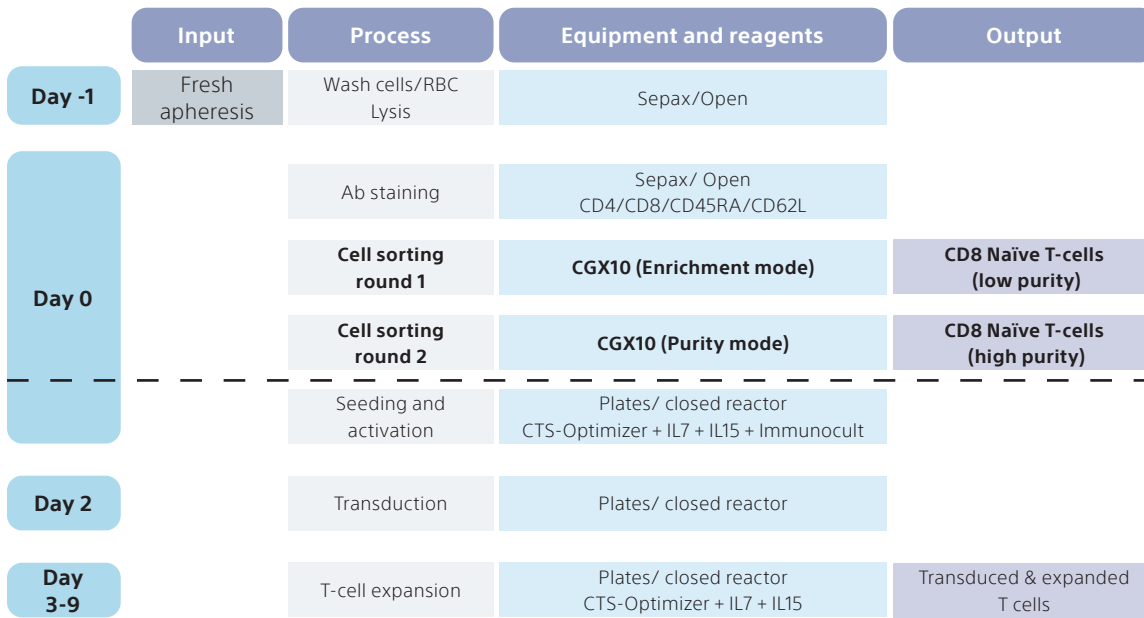 Input
Process
Equipment and reagents
Output
Day -1
Fresh
apheresis
Wash cells/RBC
Lysis
Sepax/Open
Day 0
Ab staining
Sepax/ Open
CD4/CD8/CD45RA/CD62L
Cell sorting
round 1
CGX10 (Enrichment mode)
CD8 Naïve T-cells
(low purity)
Cell sorting
round 2
CGX10 (Purity mode)
CD8 Naïve T-cells
(high purity)
Seeding and
activation
Plates/ closed reactor
CTS-Optimizer + IL7 + IL15 + Immunocult
Day 2
Transduction
Plates/ closed reactor
Day
3-9
T-cell expansion
Plates/ closed reactor
CTS-Optimizer + IL7 + IL15
Transduced & expanded
T cells